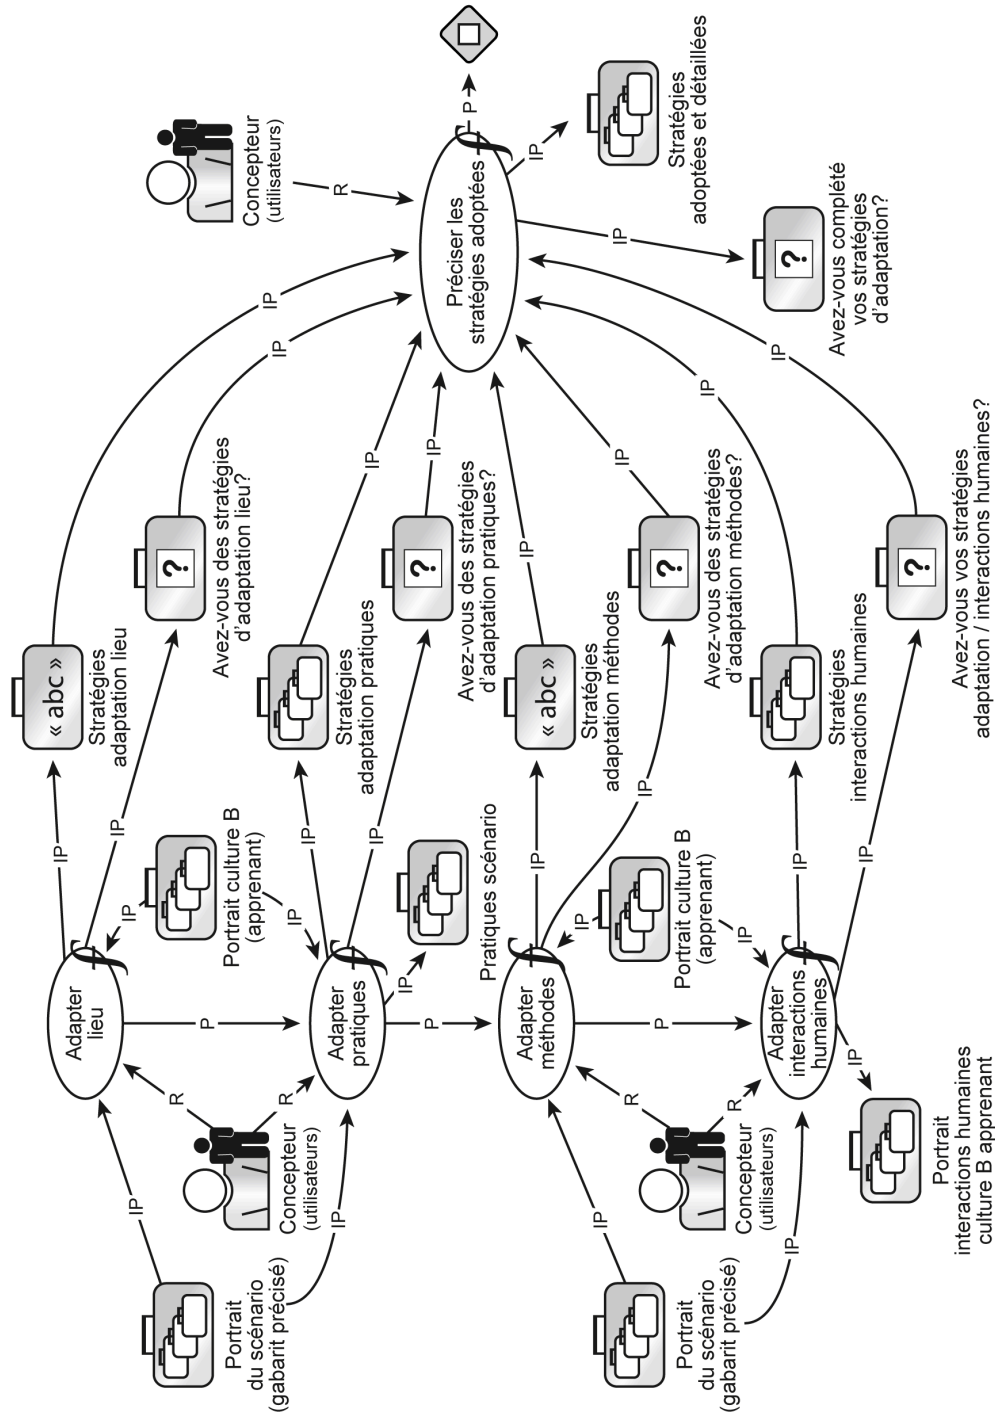 Adapter
lieu
IP
« abc »
Stratégies
adaptation lieu
IP
IP
IP
IP
?
Avez-vous des stratégies
d'adaptation lieu?
IP
R
P
Portrait
du scénario
(gabarit précisé)
Concepteur
(utilisateurs)
Portrait culture B
(apprenant)
Concepteur
(utilisateurs)
R
IP
R
IP
IP
Stratégies
adaptation pratiques
IP
Adapter
pratiques
IP
?
Avez-vous des stratégies
d'adaptation pratiques?
IP
IP
Pratiques scénario
P
P
Adapter
méthodes
IP
« abc »
Stratégies
adaptation méthodes
IP
Préciser les
stratégies adoptées
IP
IP
Stratégies
adoptées et détaillées
IP
IP
?
Avez-vous des stratégies
d'adaptation méthodes?
IP
IP
R
P
Portrait
du scénario
(gabarit précisé)
Concepteur
(utilisateurs)
Portrait culture B
(apprenant)
R
IP
IP
IP
Stratégies
interactions humaines
IP
Adapter
interactions
humaines
IP
IP
?
Avez-vous complété
vos stratégies
d'adaptation?
IP
?
Avez-vous vos stratégies
adaptation / interactions humaines?
IP
Portrait
interactions humaines
culture B apprenant